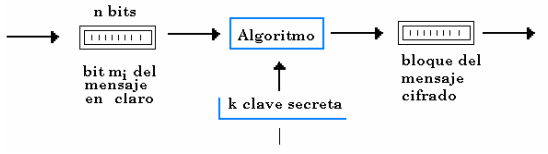 n bits
bit mi del
mensaje
en claro
Algoritmo
k clave secreta
bloque del
mensaje
cifrado